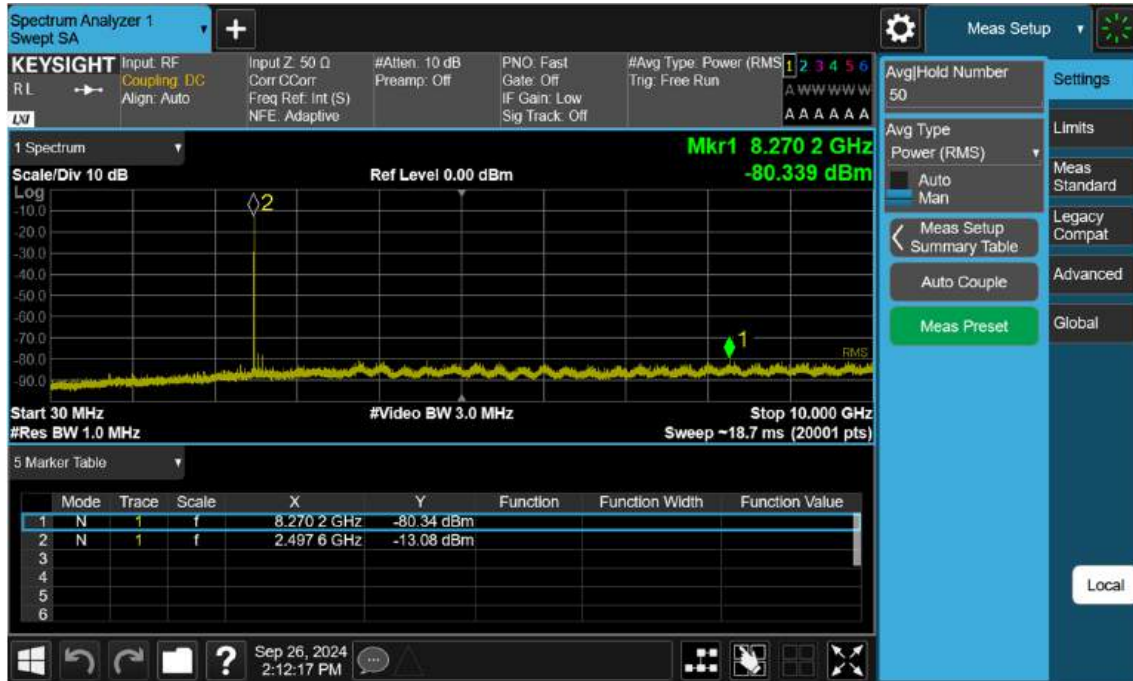 Spectrum Analyzer 1
Swept SA
+
Meas Setup
KEYSIGHT
RL
LXI
Input: RF
Coupling: DC
Align: Auto
Input Z: 50 Ω
Corr CCorr
Freq Ref: Int (S)
NFE: Adaptive
#Atten: 10 dB
Preamp: Off
PNO: Fast
Gate: Off
IF Gain: Low
Sig Track: Off
#Avg Type: Power (RMS)
Trig: Free Run
1 2 3 4 5 6
A W W W W W
A A A A A A
1 Spectrum
Mkr1 8.270 2 GHz
Scale/Div 10 dB
Ref Level 0.00 dBm
-80.339 dBm
Log
2
-10.0
-20.0
-30.0
-40.0
-50.0
-60.0
-70.0
1
RMS
-80.0
-90.0
Start 30 MHz
#Video BW 3.0 MHz
Stop 10.000 GHz
#Res BW 1.0 MHz
Sweep ~18.7 ms (20001 pts)
5 Marker Table
Mode Trace Scale X Y Function Function Width Function Value
1 N 1 f 8.270 2 GHz -80.34 dBm
2 N 1 f 2.497 6 GHz -13.08 dBm
3
4
5
6
?
Sep 26, 2024
2:12:17 PM
Avg|Hold Number
50
Avg Type
Power (RMS)
Auto
Man
Meas Setup
Summary Table
Auto Couple
Meas Preset
Settings
Limits
Meas
Standard
Legacy
Compat
Advanced
Global
Local